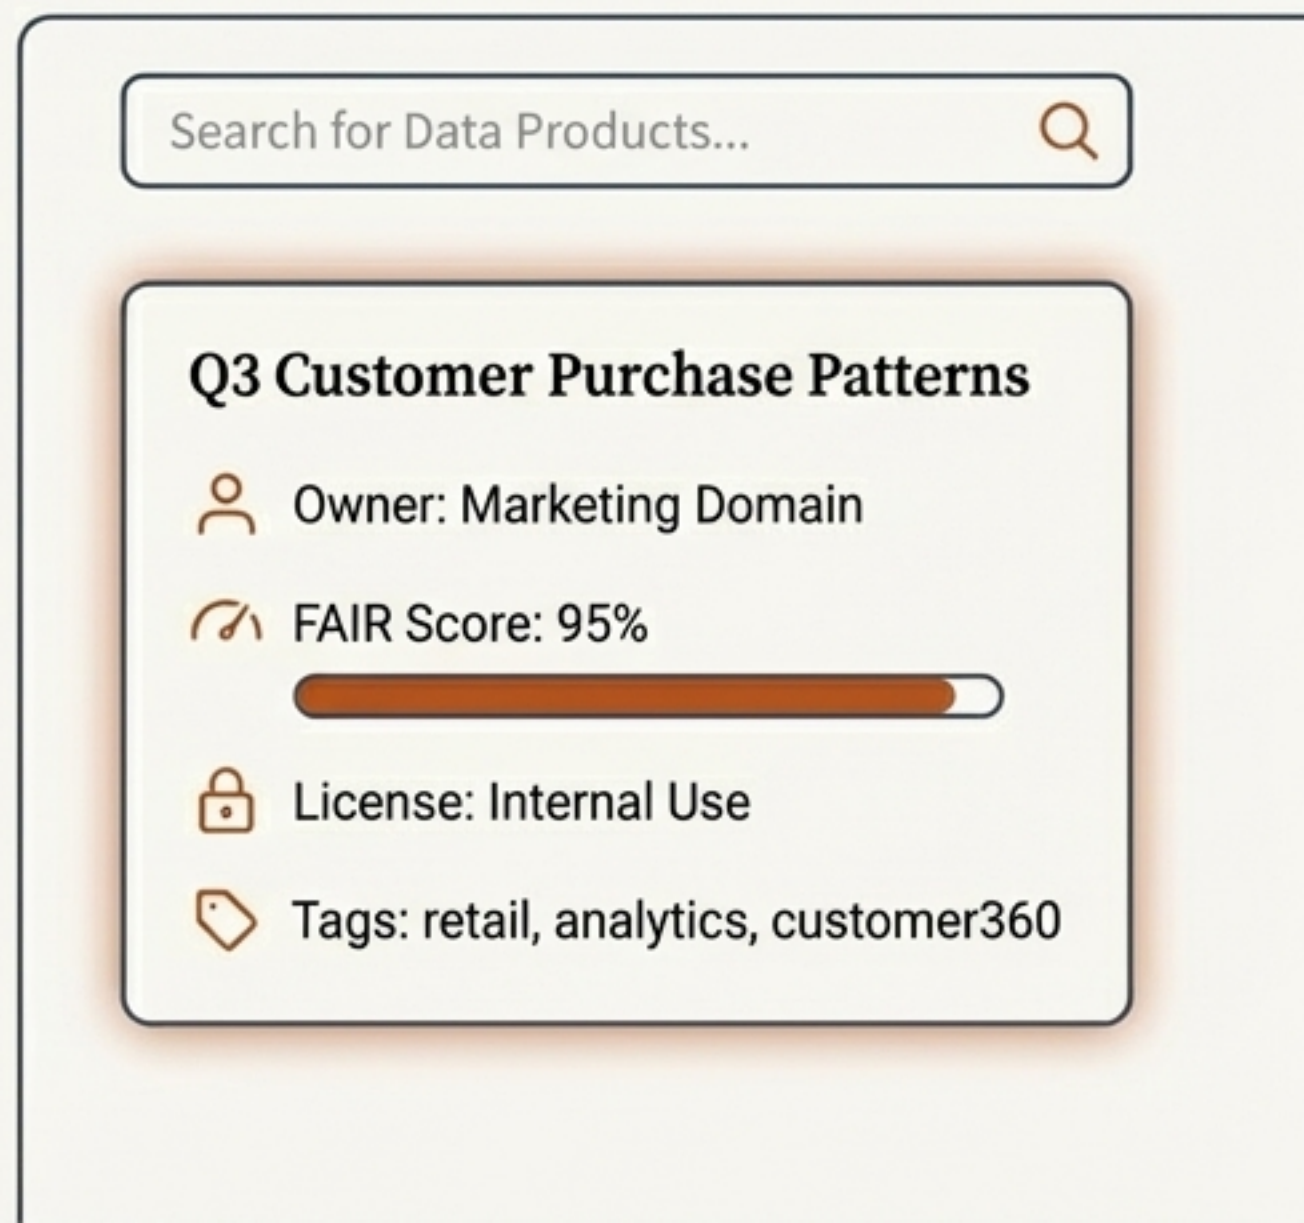 Search for Data Products...
Q3 Customer Purchase Patterns
Owner: Marketing Domain
FAIR Score: 95%
License: Internal Use
Tags: retail, analytics, customer360